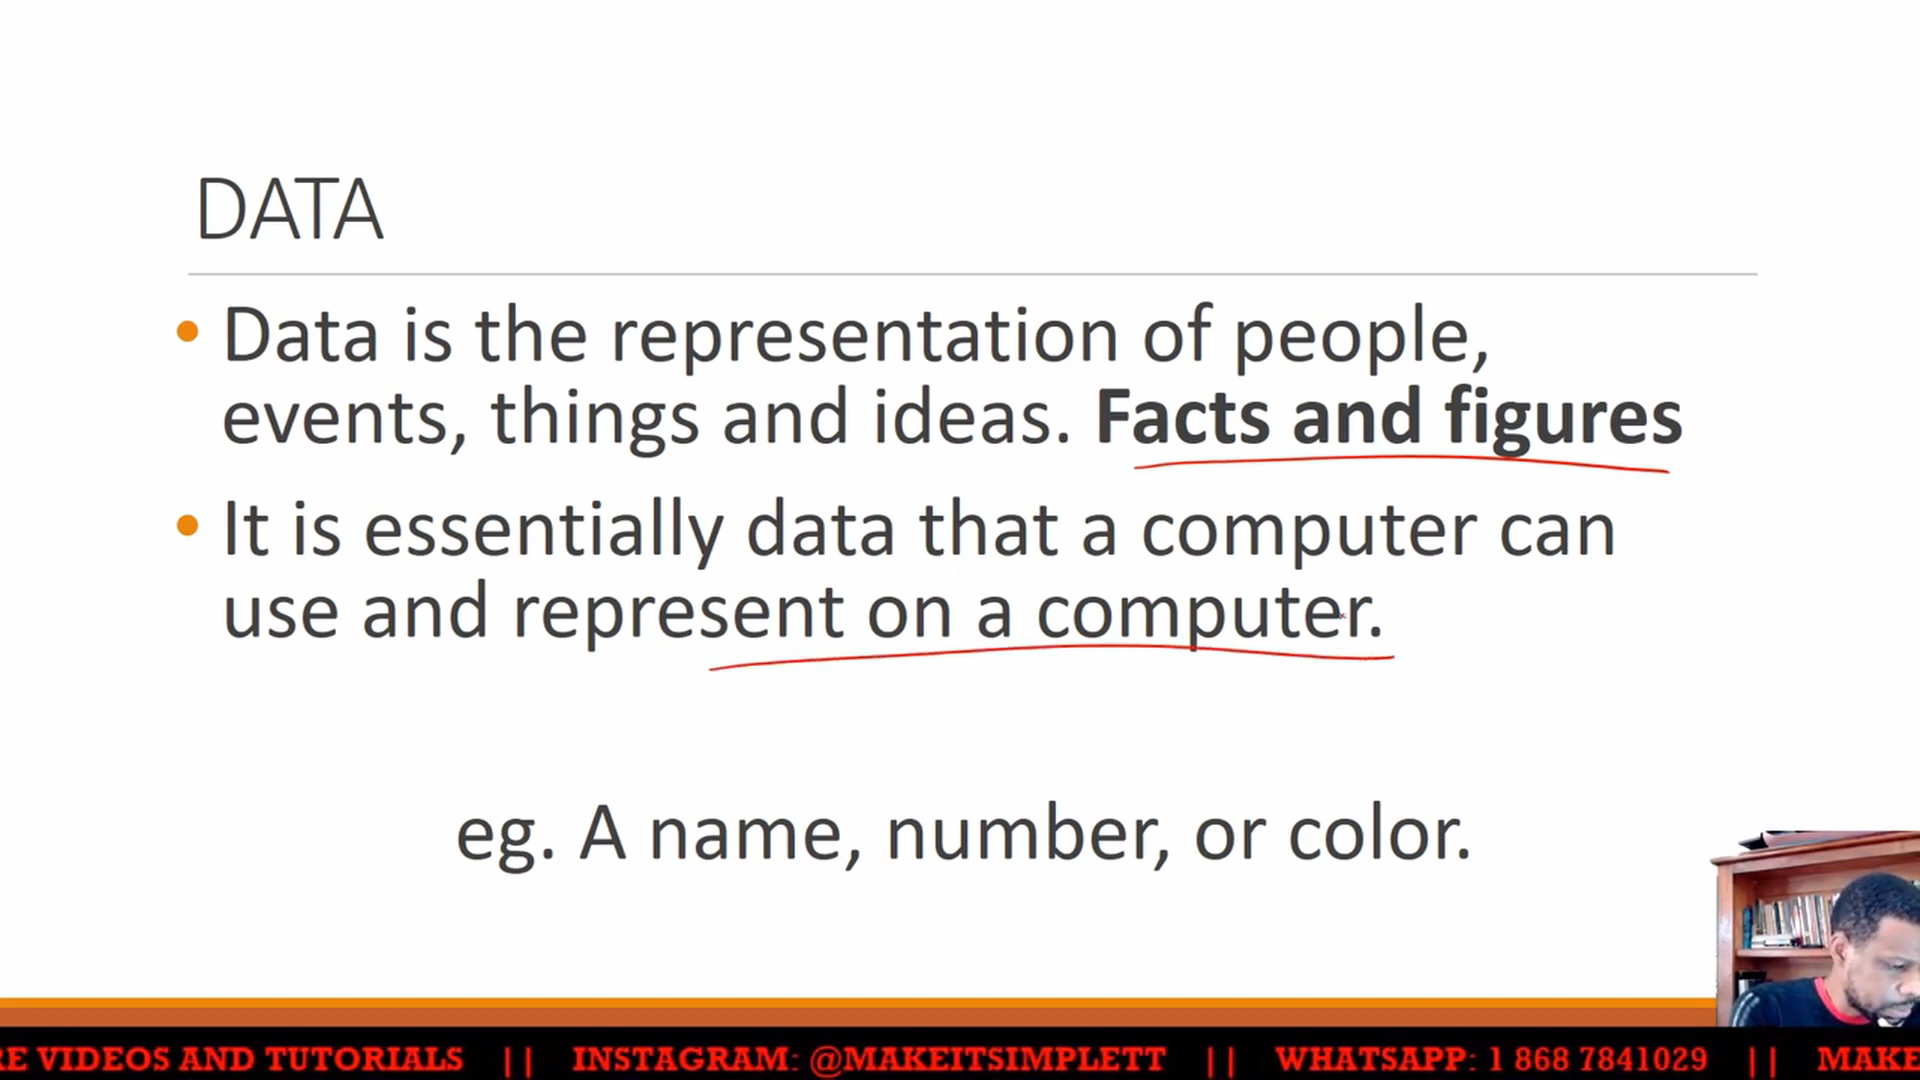 DATA
• Data is the representation of people,
events, things and ideas. Facts and figures
• It is essentially data that a computer can
use and represent on a computer.
eg. A name, number, or color.
RE VIDEOS AND TUTORIALS || INSTAGRAM: @MAKEITSIMPLETT || WHATSAPP: 1 868 7841029 || MAKE